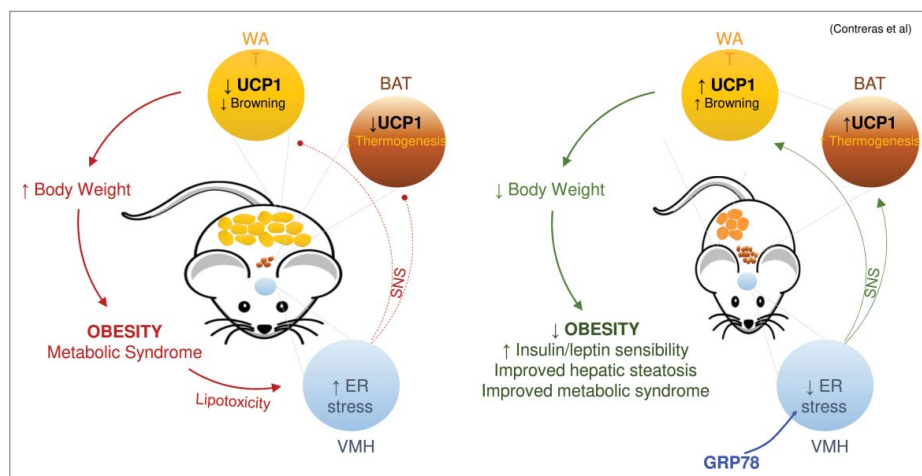 (Contreras et al)
WA
T
↓ UCP1
↓ Browning
BAT
↓UCP1
↓ Thermogenesis
↑ Body Weight
SNS
OBESITY
Metabolic Syndrome
Lipotoxicity
↑ ER
stress
VMH
WA
T
↑ UCP1
↑ Browning
BAT
↑UCP1
↑ Thermogenesis
↓ Body Weight
SNS
↓ OBESITY
↑ Insulin/leptin sensibility
Improved hepatic steatosis
Improved metabolic syndrome
↓ ER
stress
GRP78
VMH